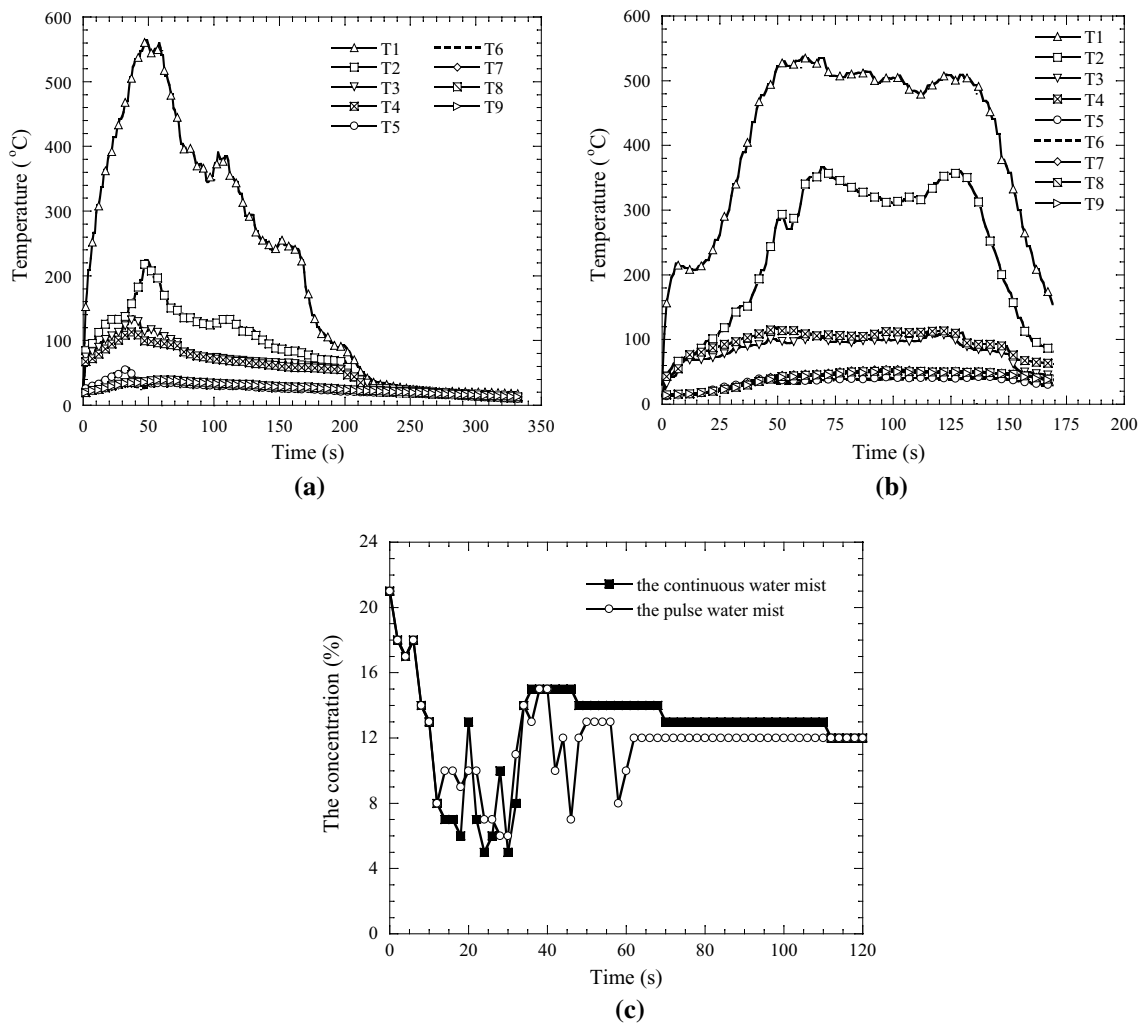 600
500
400
300
200
100
0
Temperature ( °C)
T1
T2
T3
T4
T5
T6
T7
T8
T9
0 50 100 150 200 250 300 350
Time (s)
(a)
600
500
400
300
200
100
0
Temperature ( °C)
T1
T2
T3
T4
T5
T6
T7
T8
T9
0 25 50 75 100 125 150 175 200
Time (s)
(b)
24
20
16
12
8
4
0
The concentration (%)
the continuous water mist
the pulse water mist
0 20 40 60 80 100 120
Time (s)
(c)